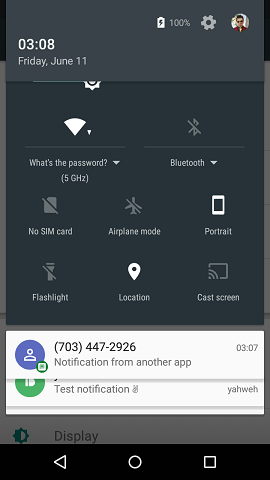 100%
03:08
Friday, June 11
What's the password?
(5 GHz)
Bluetooth
No SIM card
Airplane mode
Portrait
Flashlight
Location
Cast screen
(703) 447-2926
03:07
Notification from another app
Test notification ✌
yahweh
Display